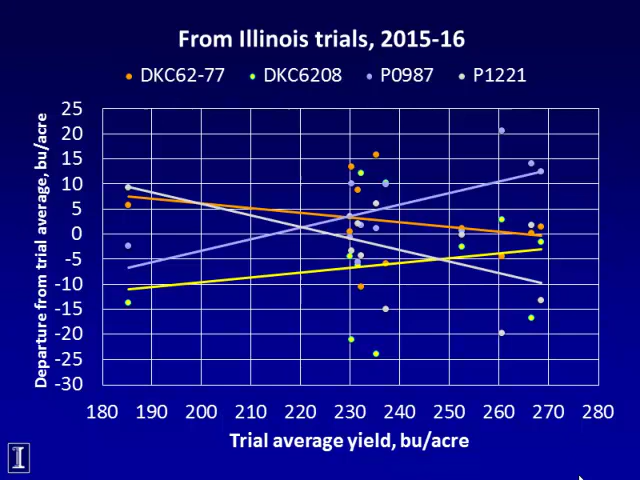 From Illinois trials, 2015-16
DKC62-77 DKC6208 P0987 P1221
Departure from trial average, bu/acre
25
20
15
10
5
0
-5
-10
-15
-20
-25
-30
180 190 200 210 220 230 240 250 260 270 280
Trial average yield, bu/acre
I